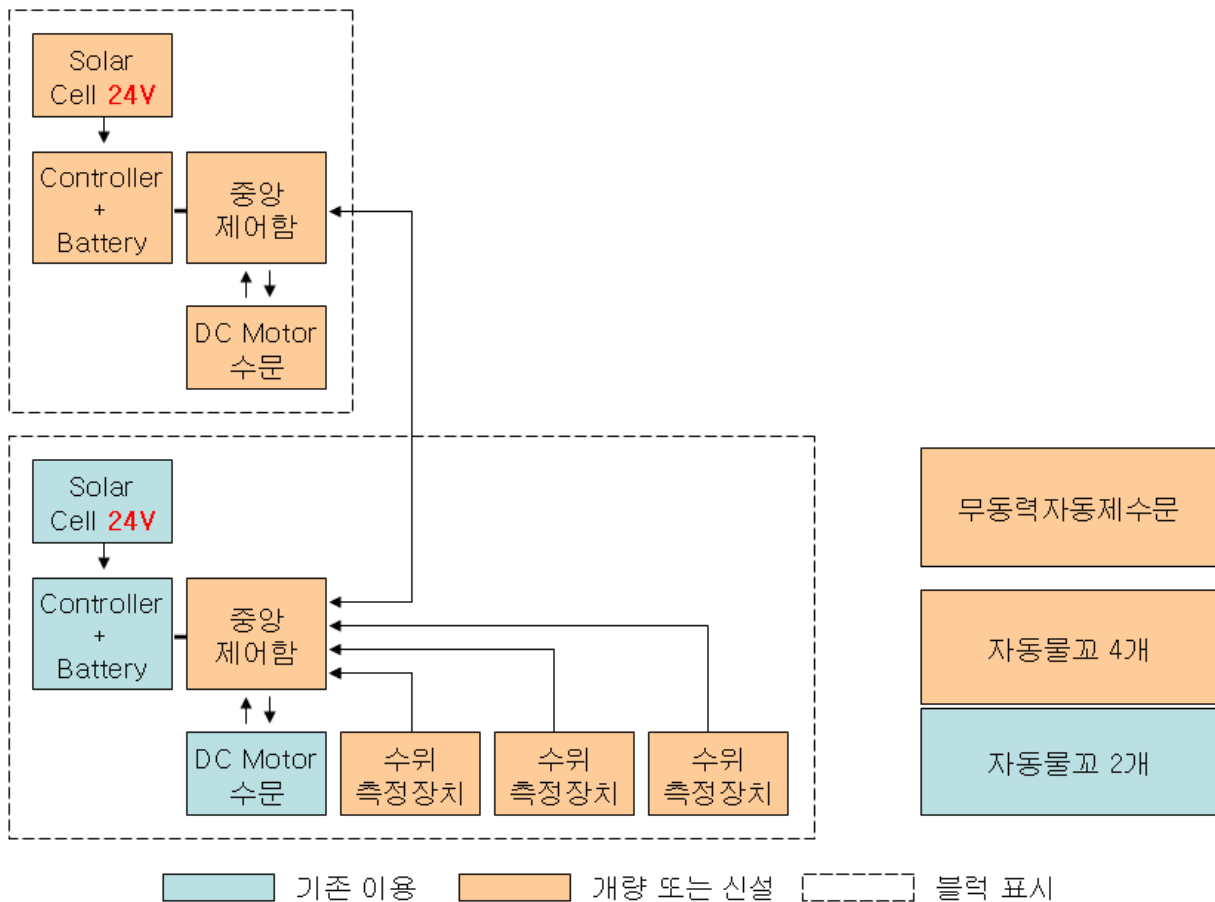 Solar
Cell 24V
Controller
+
Battery
중앙
제어함
DC Motor
수문
Solar
Cell 24V
Controller
+
Battery
중앙
제어함
DC Motor
수문
수위
측정장치
수위
측정장치
수위
측정장치
무동력자동제수문
자동물꼬 4개
자동물꼬 2개
기존 이용
개량 또는 신설
블럭 표시